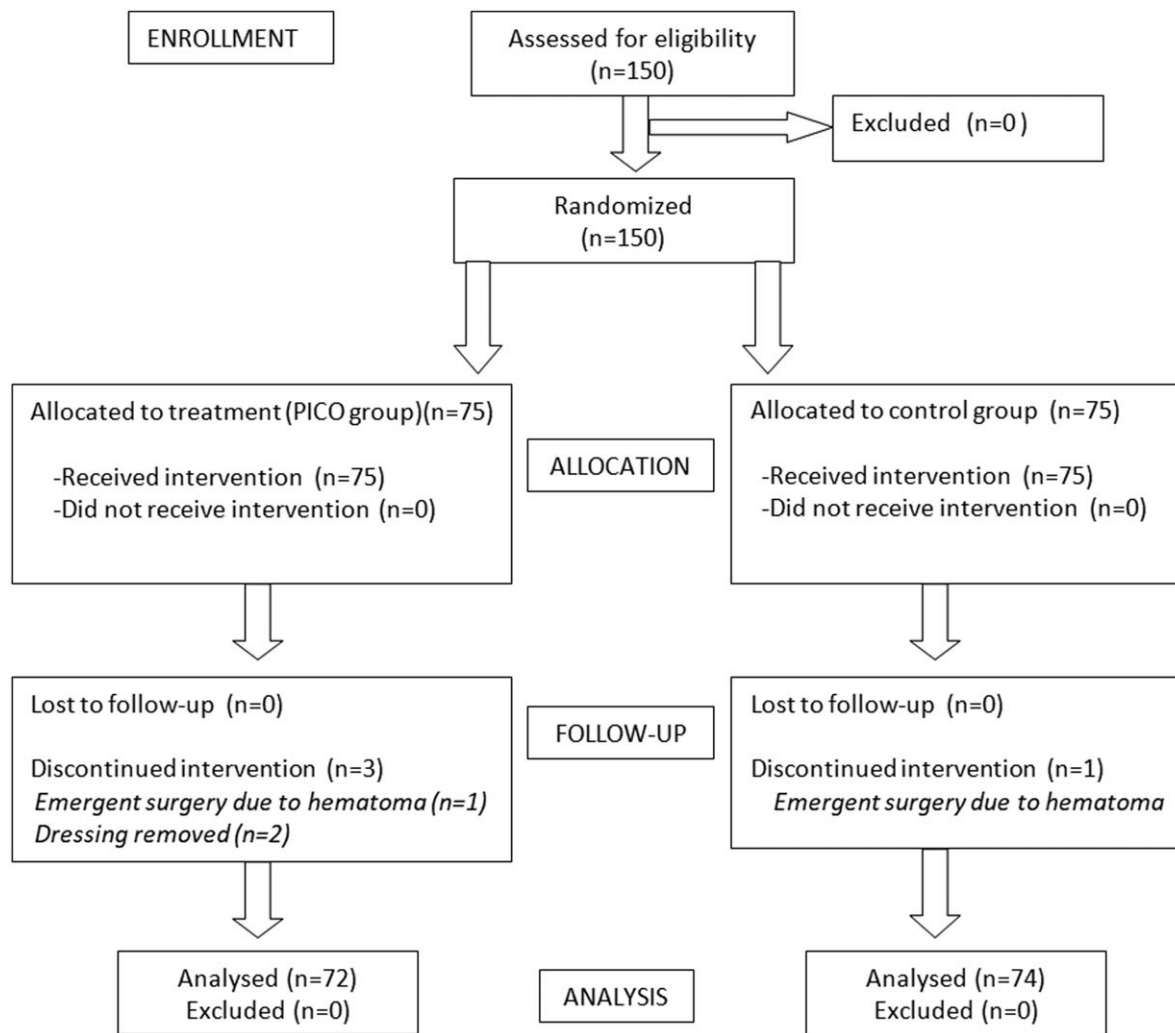 ENROLLMENT
Assessed for eligibility
(n=150)
Excluded (n=0 )
Randomized
(n=150)
Allocated to treatment (PICO group)(n=75)
-Received intervention (n=75)
-Did not receive intervention (n=0)
ALLOCATION
Allocated to control group (n=75)
-Received intervention (n=75)
-Did not receive intervention (n=0)
Lost to follow-up (n=0)
Discontinued intervention (n=3)
Emergent surgery due to hematoma (n=1)
Dressing removed (n=2)
FOLLOW-UP
Lost to follow-up (n=0)
Discontinued intervention (n=1)
Emergent surgery due to hematoma
Analysed (n=72)
Excluded (n=0)
ANALYSIS
Analysed (n=74)
Excluded (n=0)